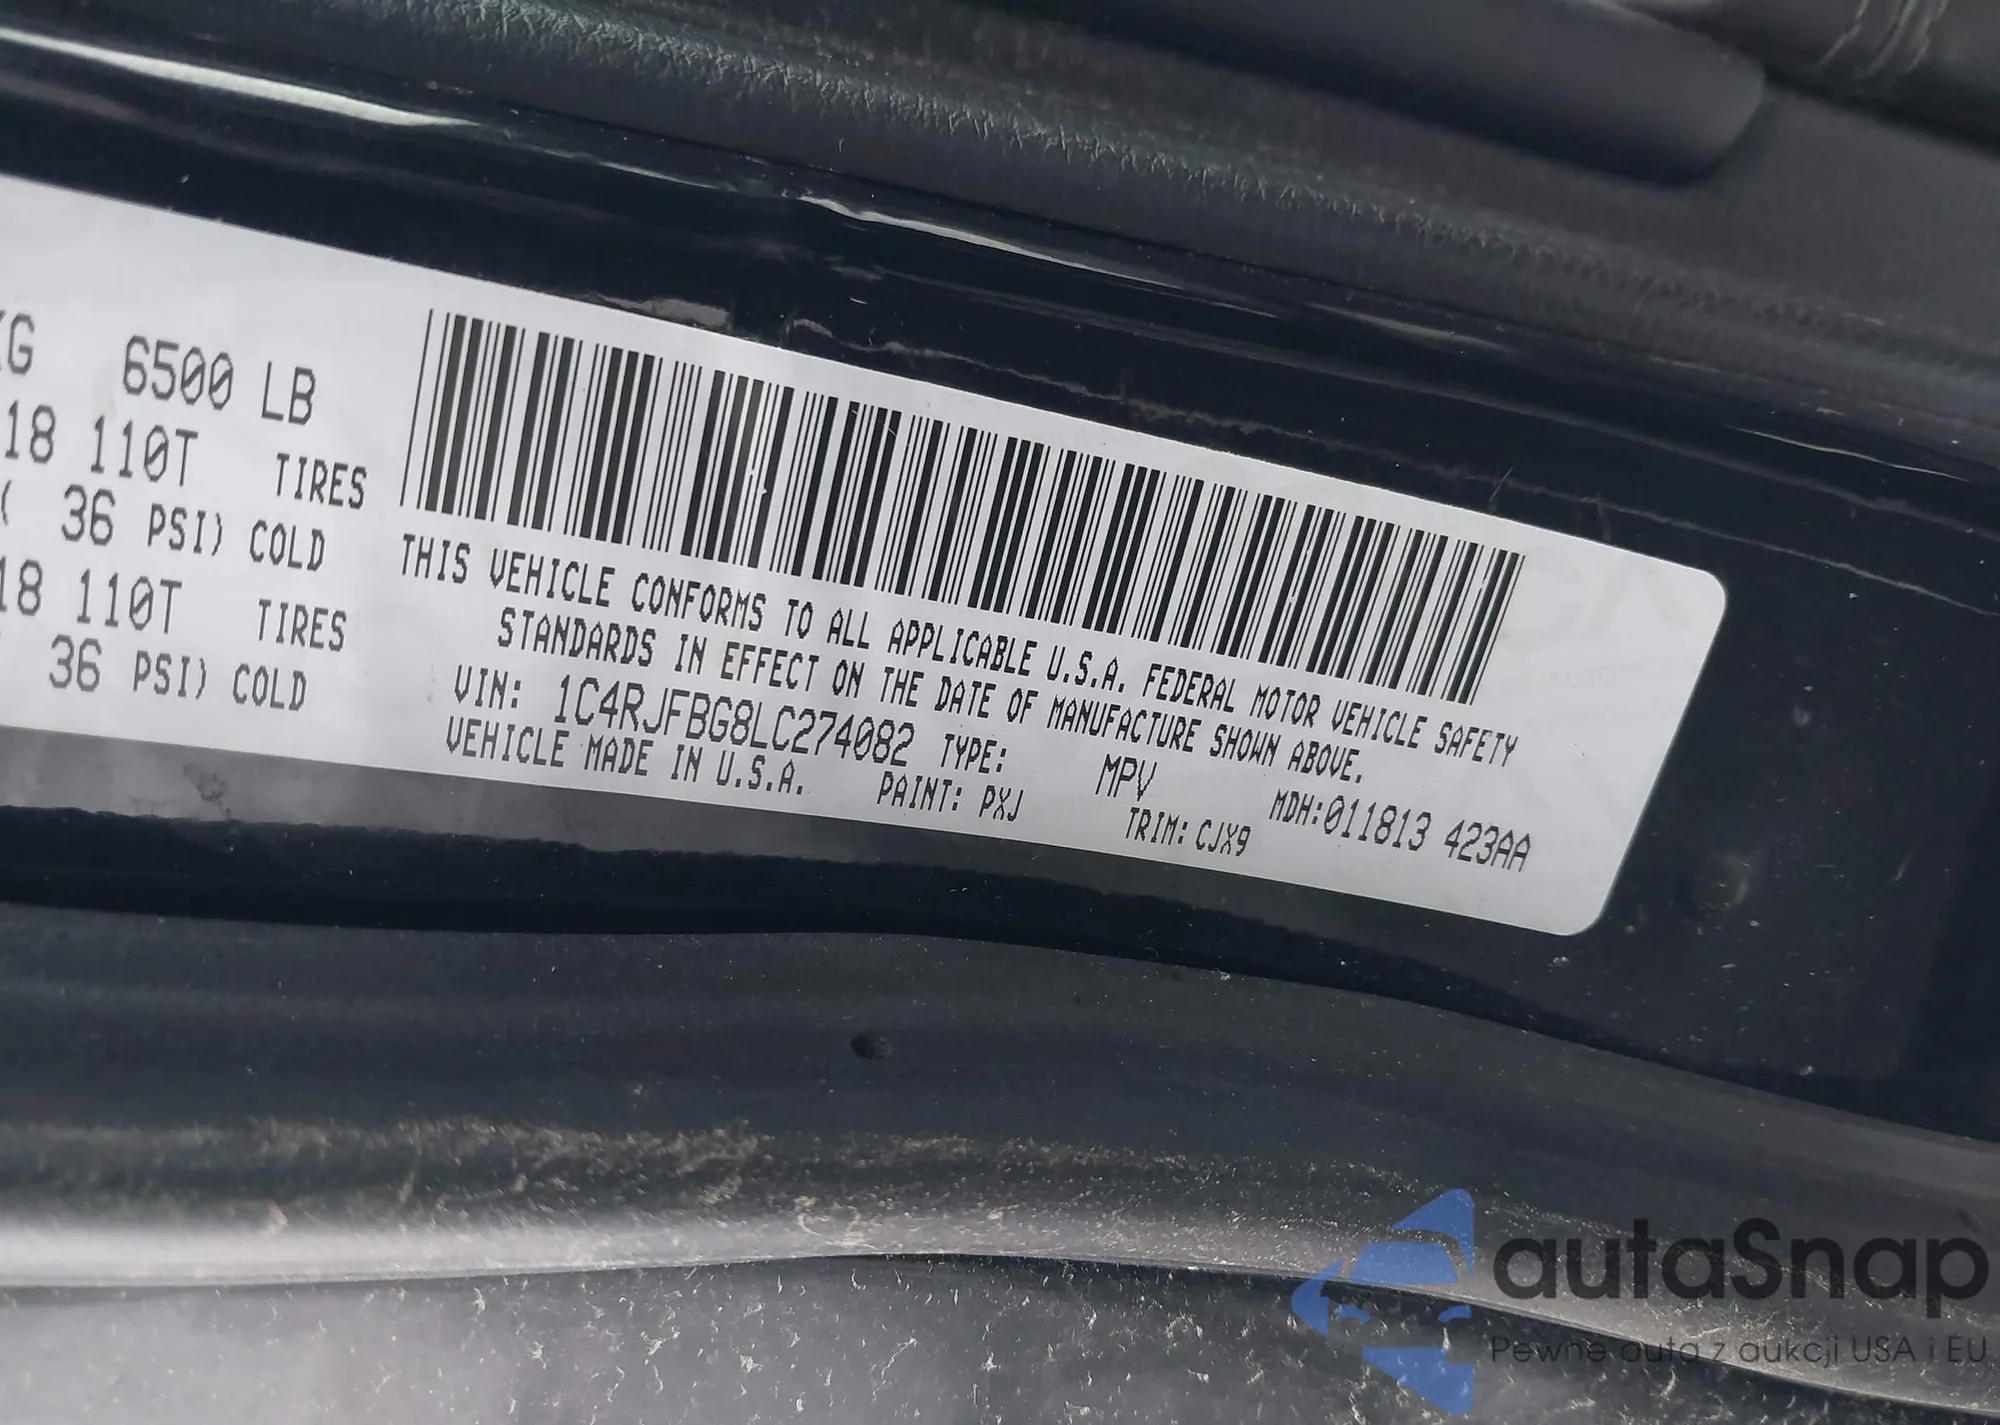 KG 6500 LB
18 110T TIRES
( 36 PSI) COLD
18 110T TIRES
36 PSI) COLD
THIS VEHICLE CONFORMS TO ALL APPLICABLE U.S.A. FEDERAL MOTOR VEHICLE SAFETY
STANDARDS IN EFFECT ON THE DATE OF MANUFACTURE SHOWN ABOVE.
VIN: 1C4RJFBG8LC274082 TYPE: MPV MDH:011813 423AA
VEHICLE MADE IN U.S.A. PAINT: PXJ TRIM: CJX9
autaSnap
Pewne auta z aukcji USA i EU